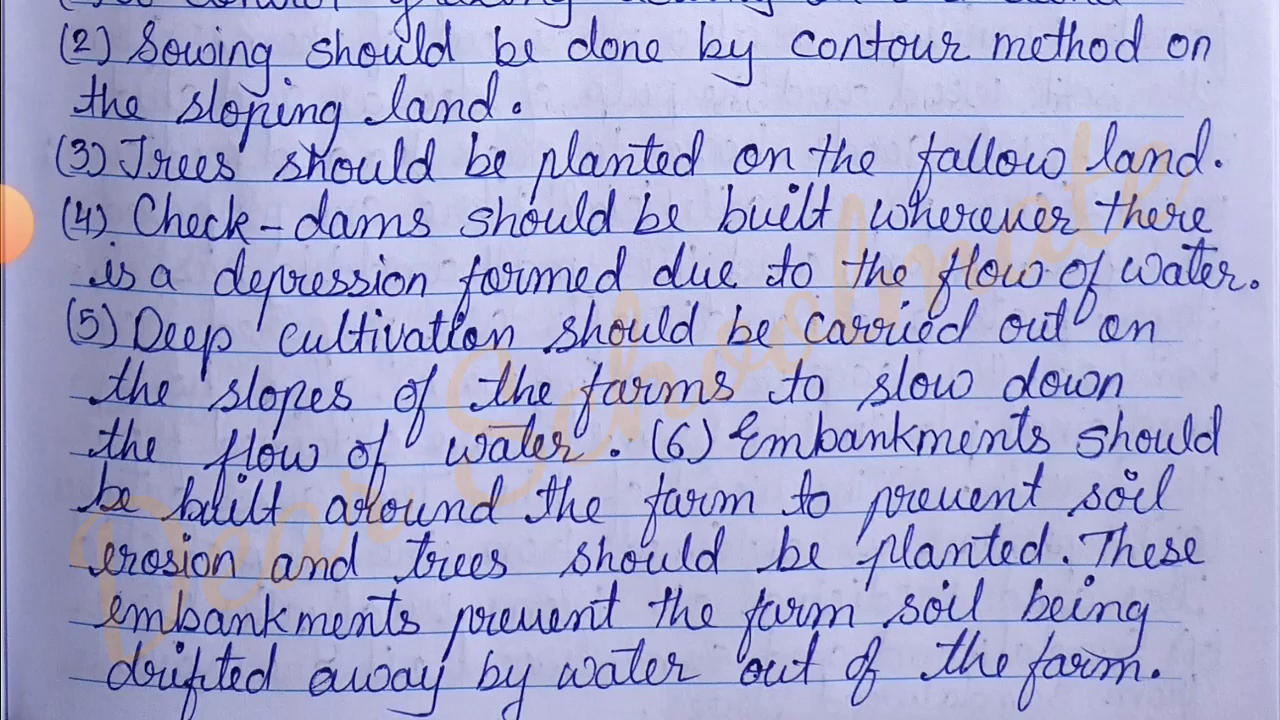 (2) Sowing should be done by contour method on
the sloping land.
(3) Trees should be planted on the fallow land.
(4) Check-dams should be built wherever there
is a depression formed due to the flow of water.
(5) Deep cultivation should be carried out on
the slopes of the farms to slow down
the flow of water. (6) Embankments should
be built around the farm to prevent soil
erosion and trees should be planted. These
embankments prevent the farm soil being
drifted away by water out of the farm.
Dear Schoolmate